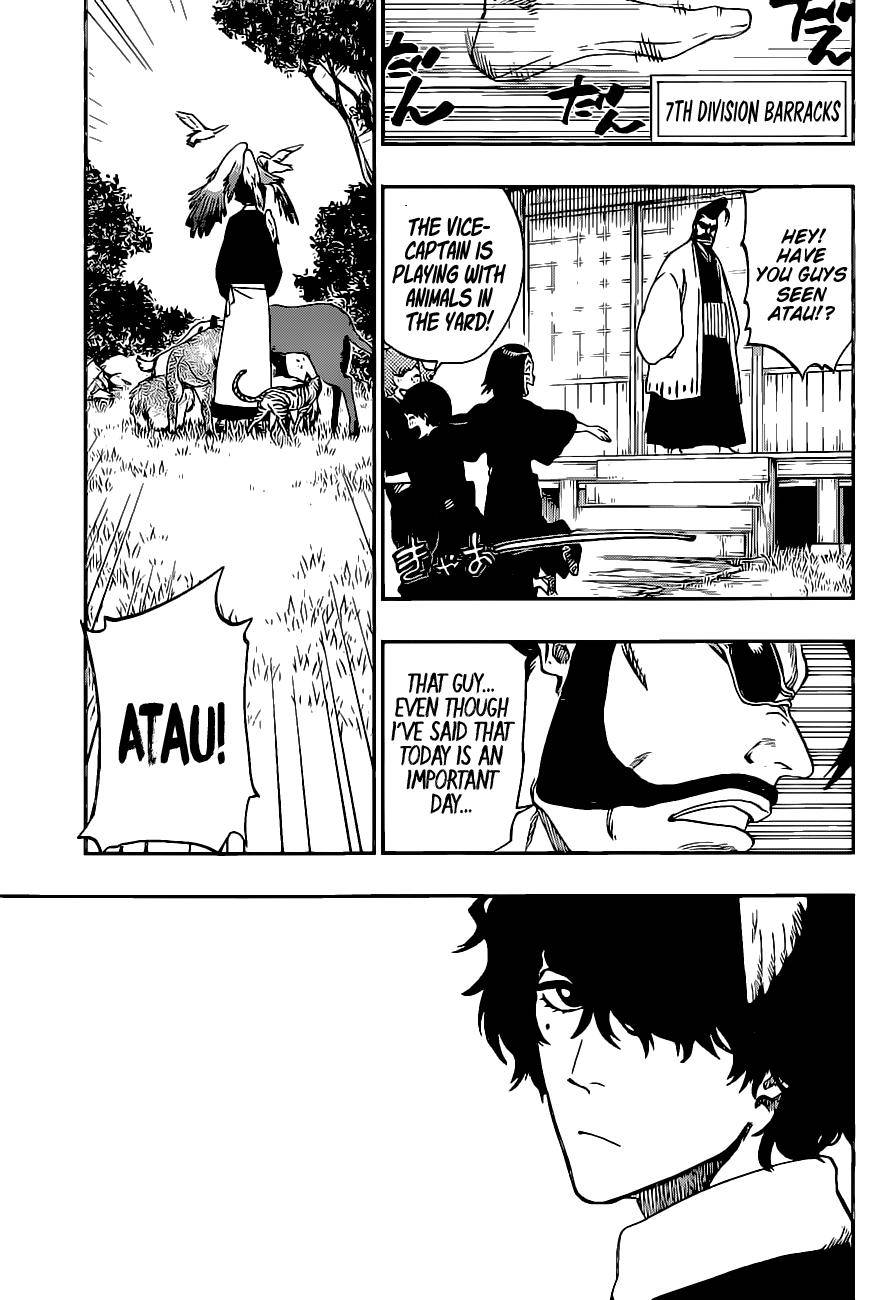 だん
だん
だん
7TH DIVISION BARRACKS
HEY!
HAVE
YOU GUYS
SEEN
ATAU!?
THE VICE-
CAPTAIN IS
PLAYING WITH
ANIMALS IN
THE YARD!
きゃあ
THAT GUY...
EVEN THOUGH
I'VE SAID THAT
TODAY IS AN
IMPORTANT
DAY...
ATAU!